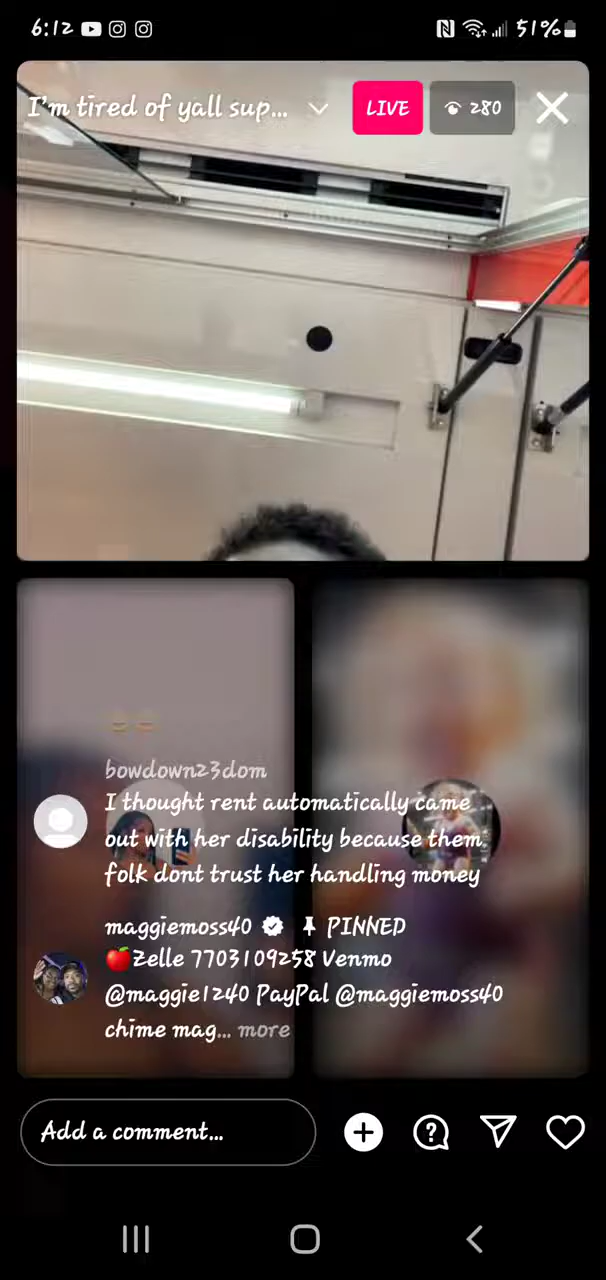 6:12
51%
I'm tired of yall sup...
LIVE
280
bowdown23dom
I thought rent automatically came
out with her disability because them
folk dont trust her handling money
maggiemoss40 PINNED
🍎Zelle 7703109258 Venmo
@maggie1240 PayPal @maggiemoss40
chime mag... more
Add a comment...